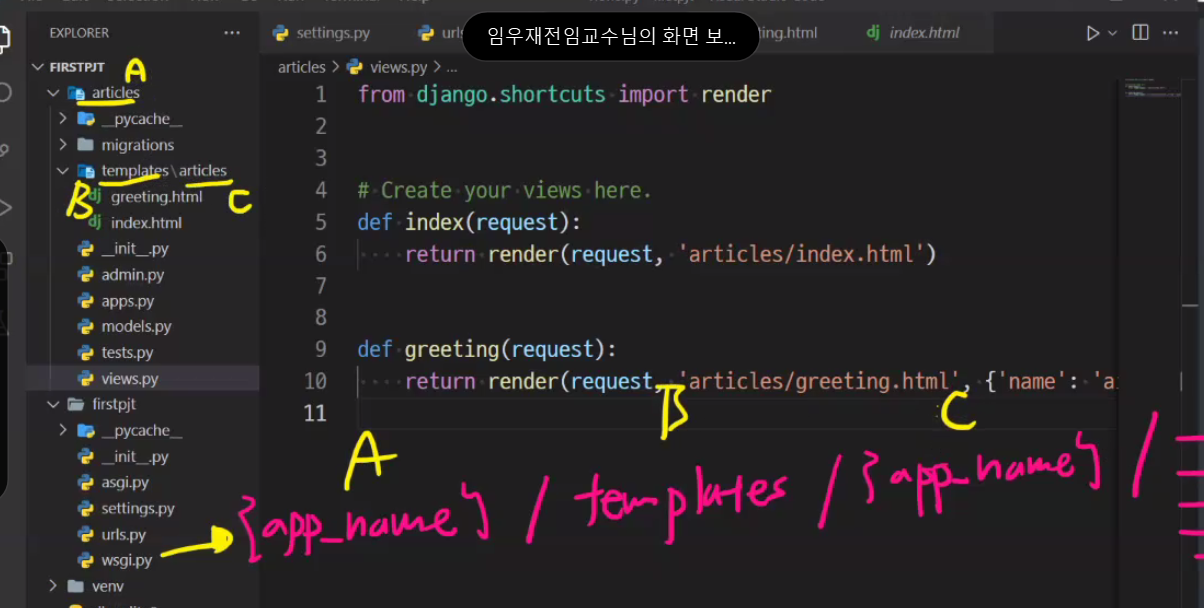 EXPLORER
···
settings.py
임우재전임교수님의 화면 보...
ing.html
index.html
FIRSTPJT
A
articles
__pycache__
migrations
templates\articles
B
greeting.html
C
index.html
__init__.py
admin.py
apps.py
models.py
tests.py
views.py
firstpjt
__pycache__
__init__.py
asgi.py
settings.py
urls.py
wsgi.py
venv
articles > views.py > ...
1 from django.shortcuts import render
2
3
4 # Create your views here.
5 def index(request):
6 return render(request, 'articles/index.html')
7
8
9 def greeting(request):
10 return render(request, 'articles/greeting.html', {'name': 'a
11
A B C
{app_name} / templates / {app_name} /